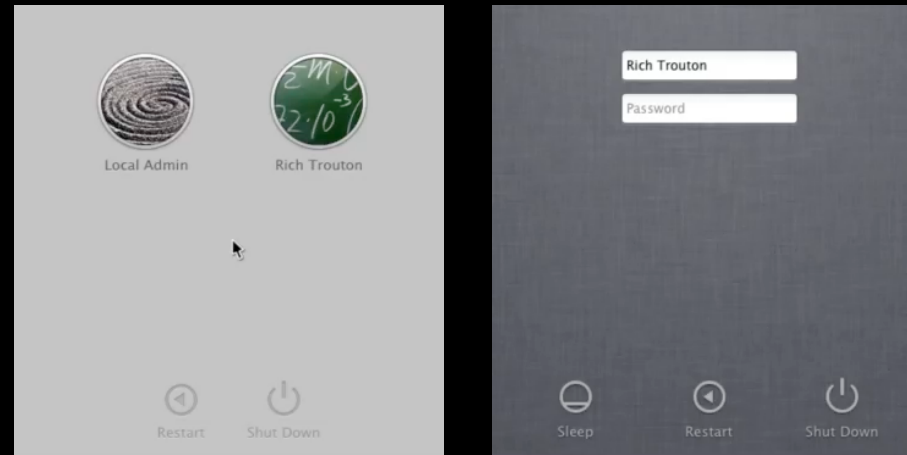 Local Admin
Rich Trouton
Restart
Shut Down
Rich Trouton
Password
Sleep
Restart
Shut Down